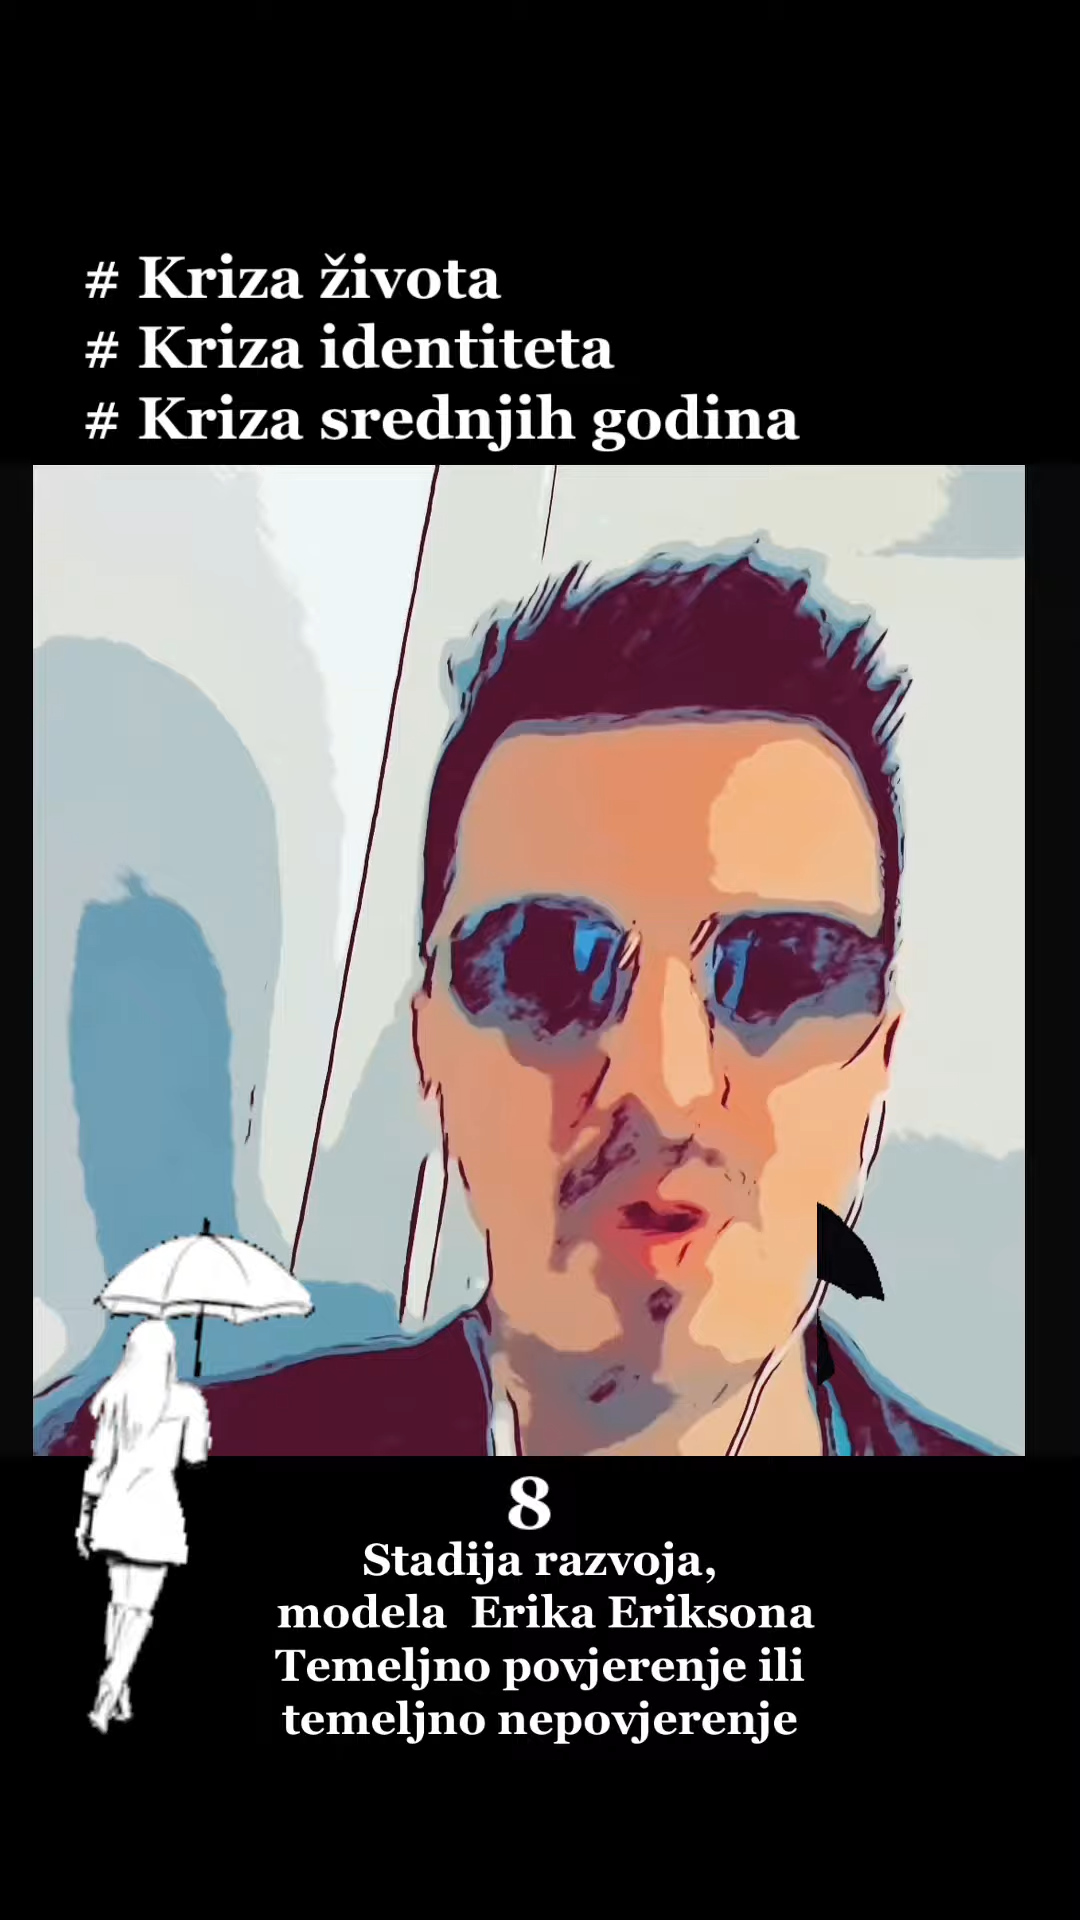 # Kriza života
# Kriza identiteta
# Kriza srednjih godina
8
Stadija razvoja,
modela Erika Eriksona
Temeljno povjerenje ili
temeljno nepovjerenje